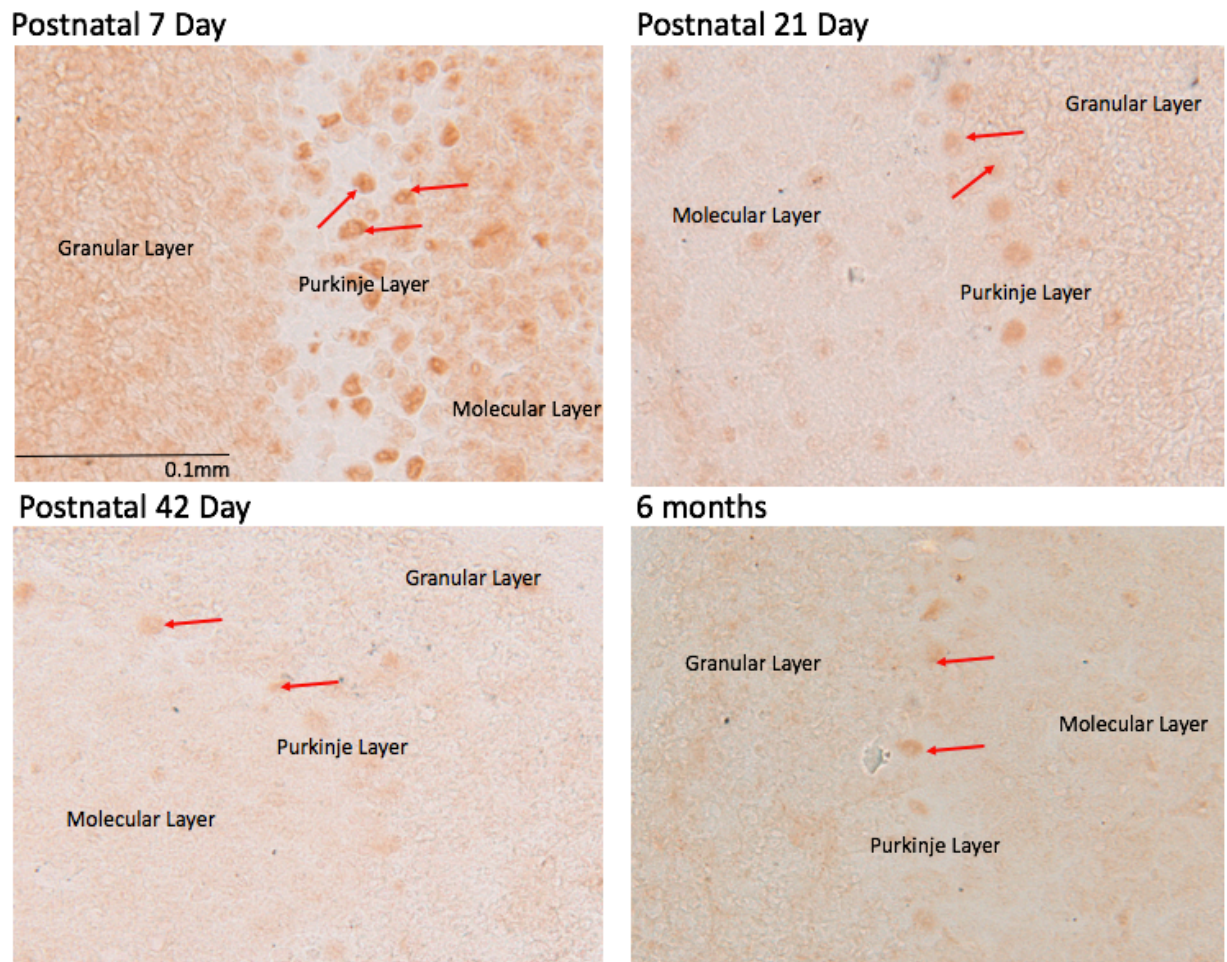 Postnatal 7 Day
Granular Layer
Purkinje Layer
Molecular Layer
0.1mm
Postnatal 21 Day
Granular Layer
Molecular Layer
Purkinje Layer
Postnatal 42 Day
Granular Layer
Purkinje Layer
Molecular Layer
6 months
Granular Layer
Molecular Layer
Purkinje Layer